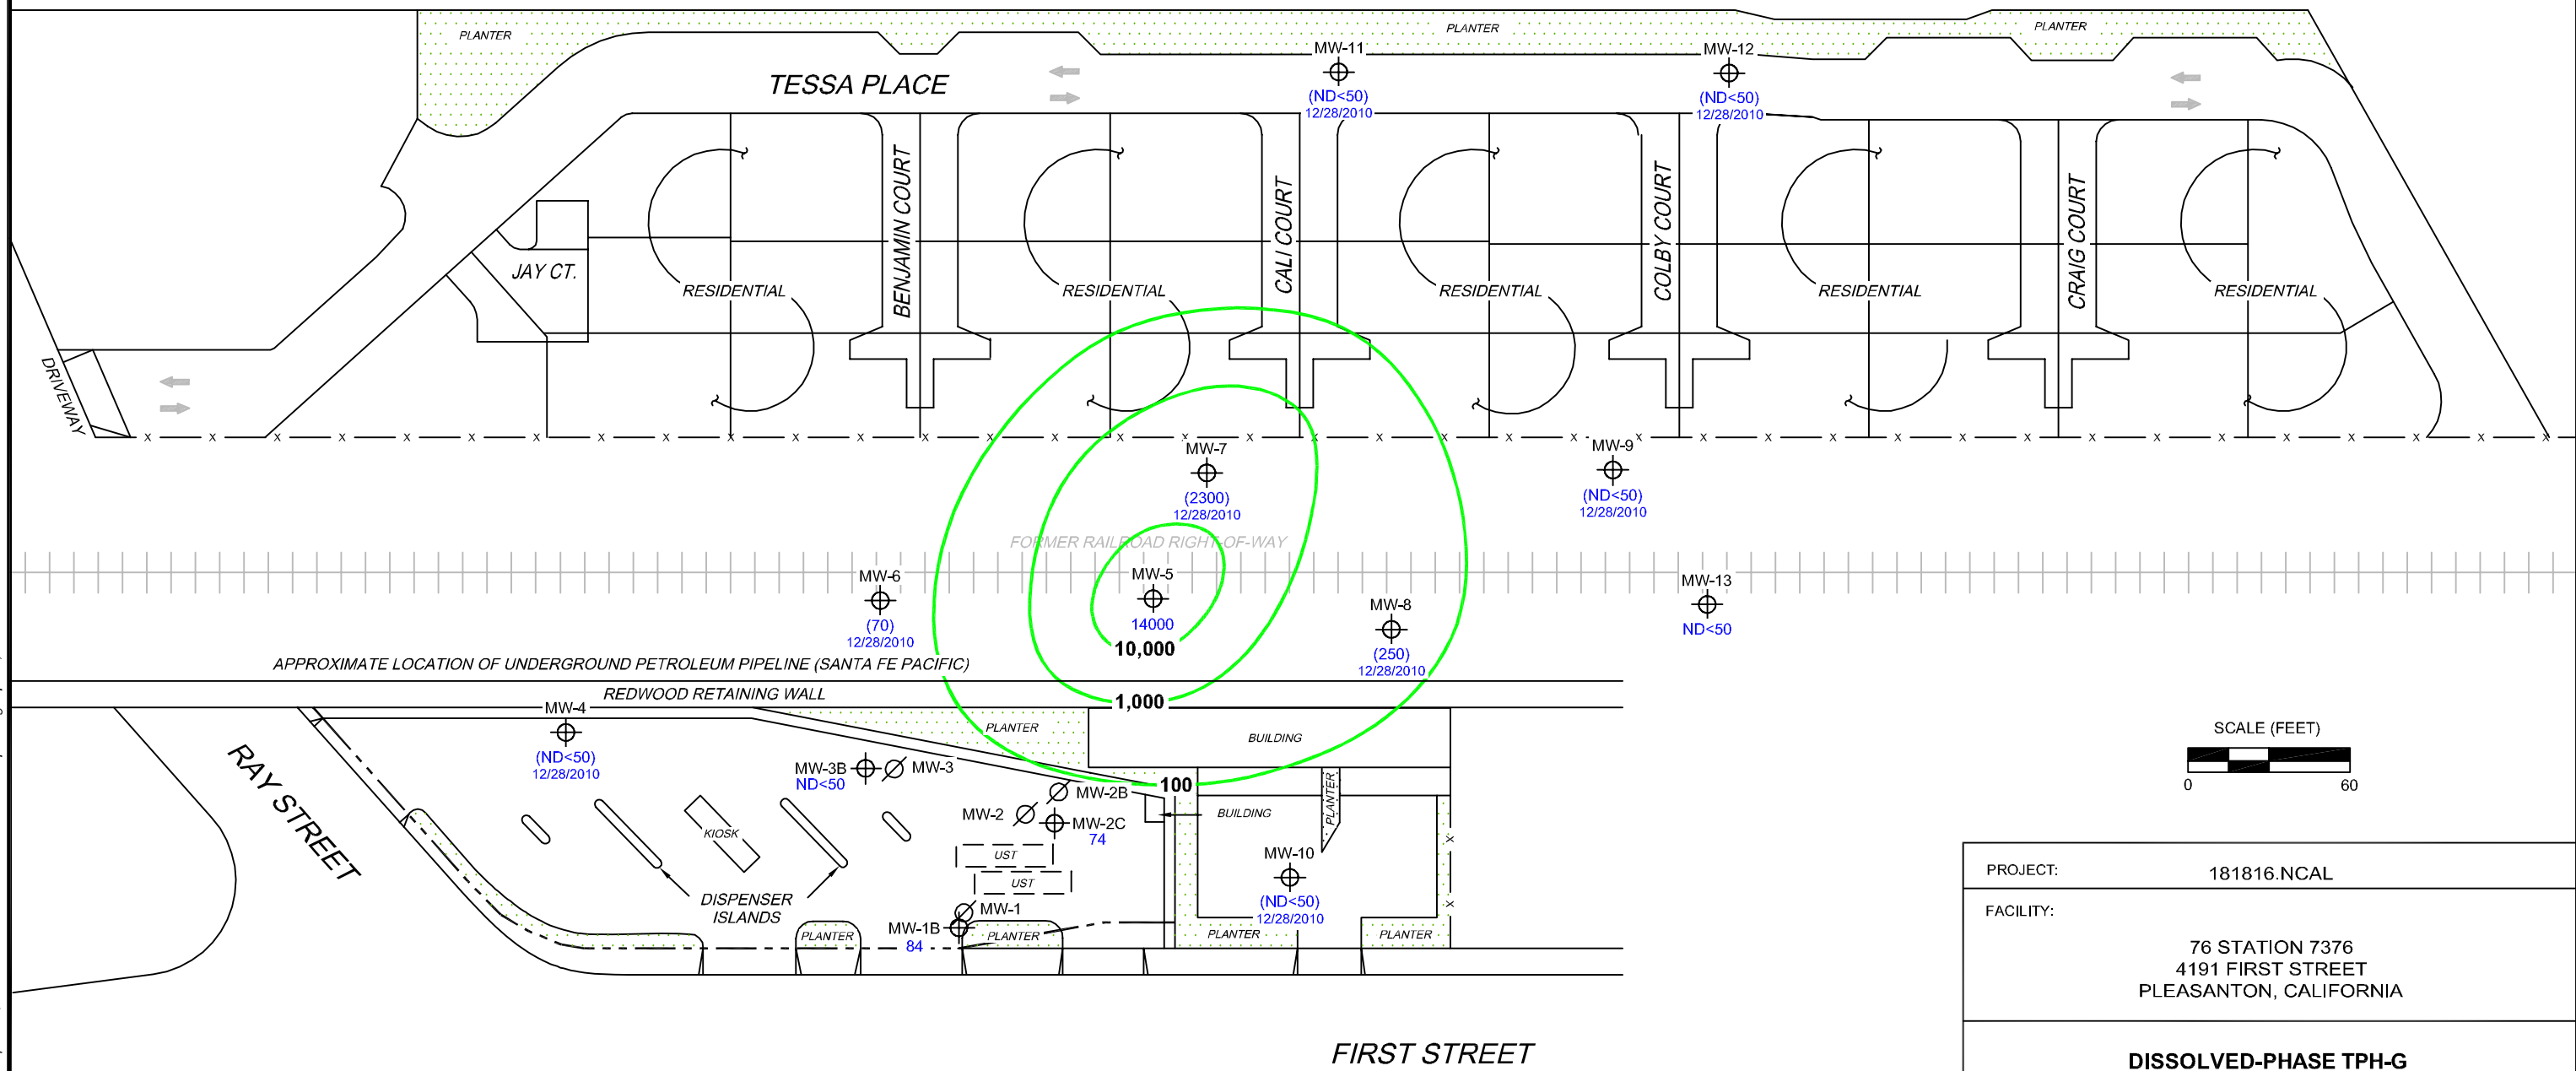 PLANTER
PLANTER
PLANTER
MW-11
(ND<50)
12/28/2010
MW-12
(ND<50)
12/28/2010
TESSA PLACE
BENJAMIN COURT
CALI COURT
COLBY COURT
CRAIG COURT
JAY CT.
RESIDENTIAL
RESIDENTIAL
RESIDENTIAL
RESIDENTIAL
RESIDENTIAL
DRIVEWAY
MW-7
(2300)
12/28/2010
MW-9
(ND<50)
12/28/2010
FORMER RAILROAD RIGHT-OF-WAY
MW-6
(70)
12/28/2010
MW-5
14000
10,000
MW-8
(250)
12/28/2010
MW-13
ND<50
APPROXIMATE LOCATION OF UNDERGROUND PETROLEUM PIPELINE (SANTA FE PACIFIC)
REDWOOD RETAINING WALL
1,000
MW-4
(ND<50)
12/28/2010
PLANTER
BUILDING
RAY STREET
MW-3B
ND<50
MW-3
100
MW-2B
MW-2
MW-2C
74
BUILDING
PLANTER
KIOSK
UST
UST
DISPENSER
ISLANDS
MW-10
(ND<50)
12/28/2010
MW-1
MW-1B
84
PLANTER
PLANTER
PLANTER
PLANTER
FIRST STREET
SCALE (FEET)
0
60
PROJECT:
181816.NCAL
FACILITY:
76 STATION 7376
4191 FIRST STREET
PLEASANTON, CALIFORNIA
DISSOLVED-PHASE TPH-G